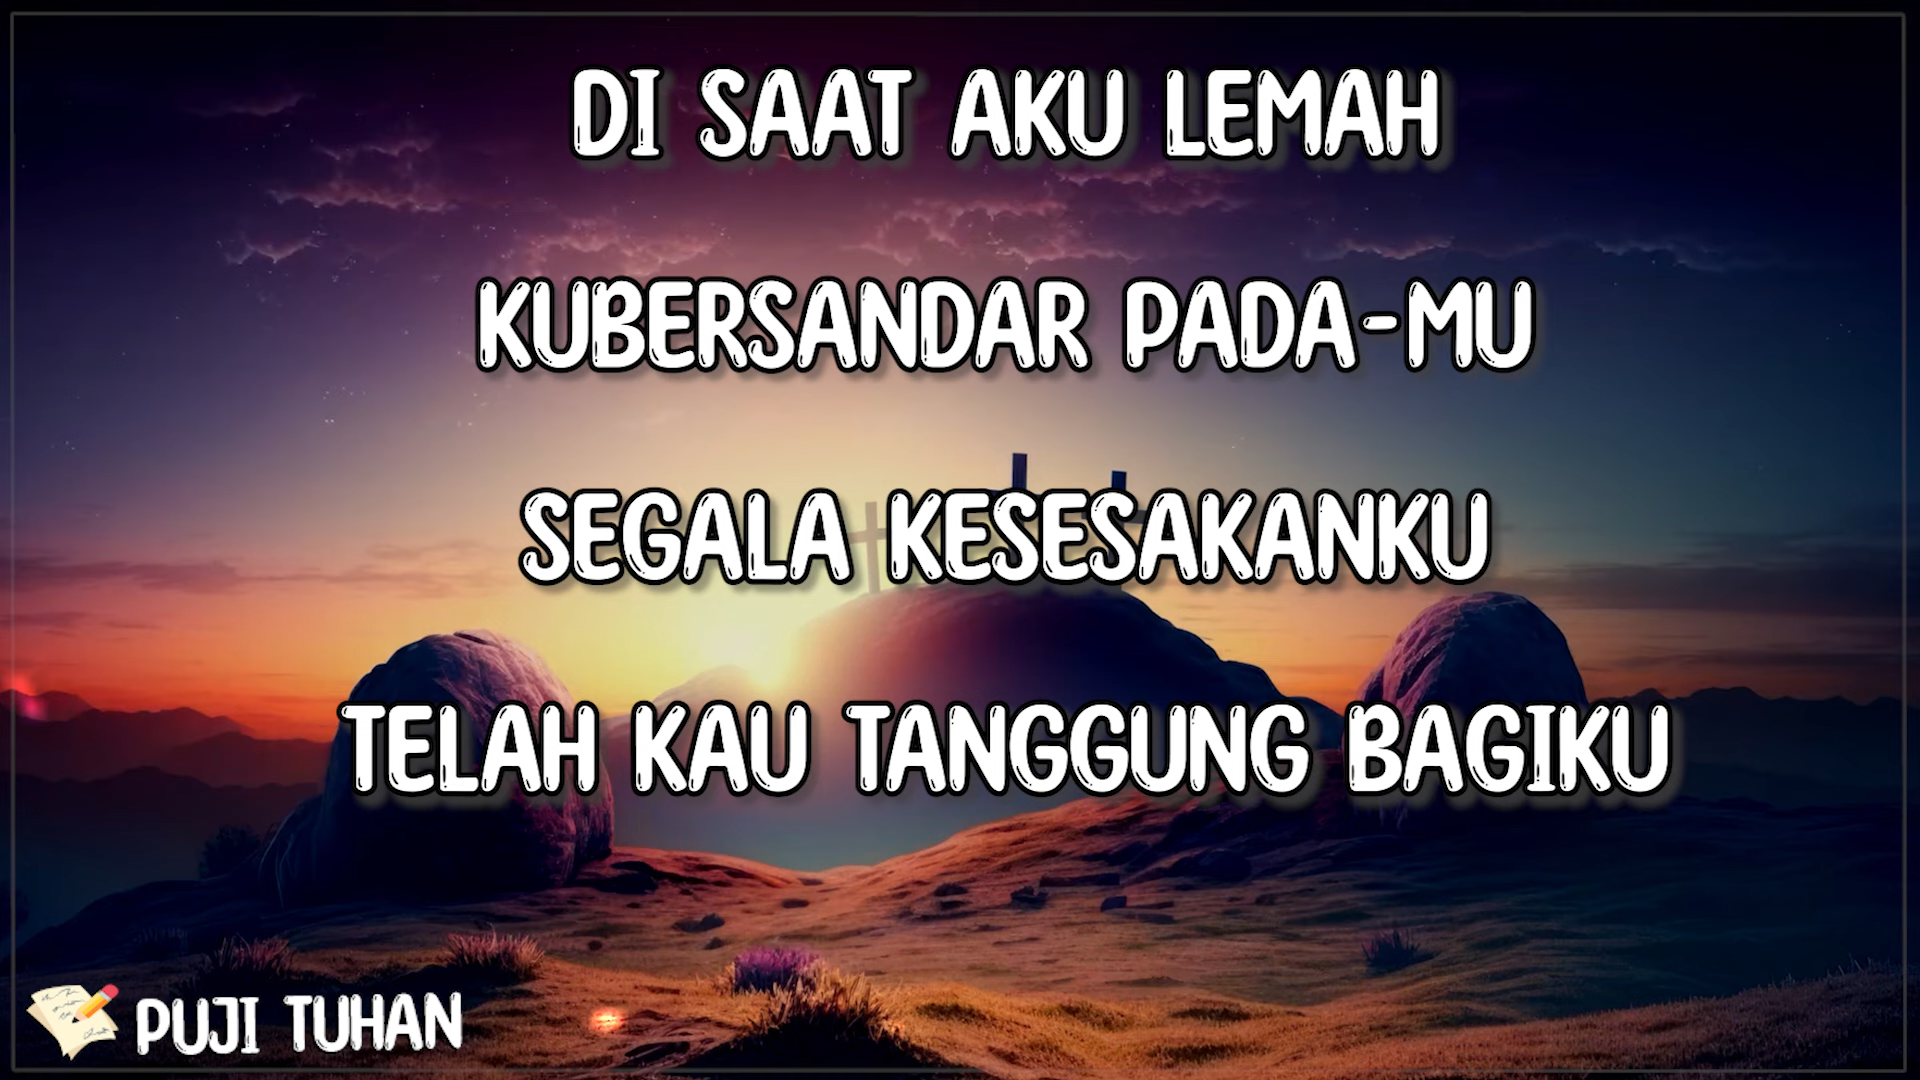 DI SAAT AKU LEMAH
KUBERSANDAR PADA-MU
SEGALA KESESAKANKU
TELAH KAU TANGGUNG BAGIKU
PUJI TUHAN